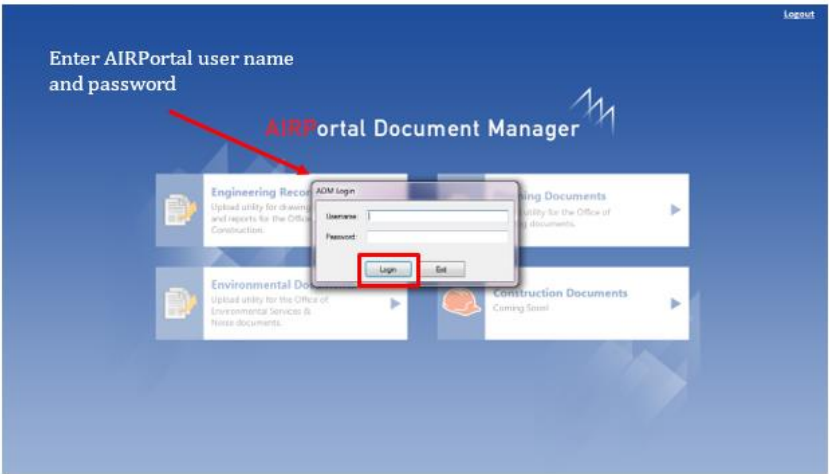 Logout
Enter AIRPortal user name
and password
AIRPortal Document Manager
Engineering Recor
Upload utility for drawing
and reports for the Office
Construction.
ADM Login
Username:
Password:
Login
Exit
ing Documents
utility for the Office of
documents.
Environmental Do
Upload utility for the Office of
Environmental Services &
Noise documents.
Construction Documents
Coming Soon!